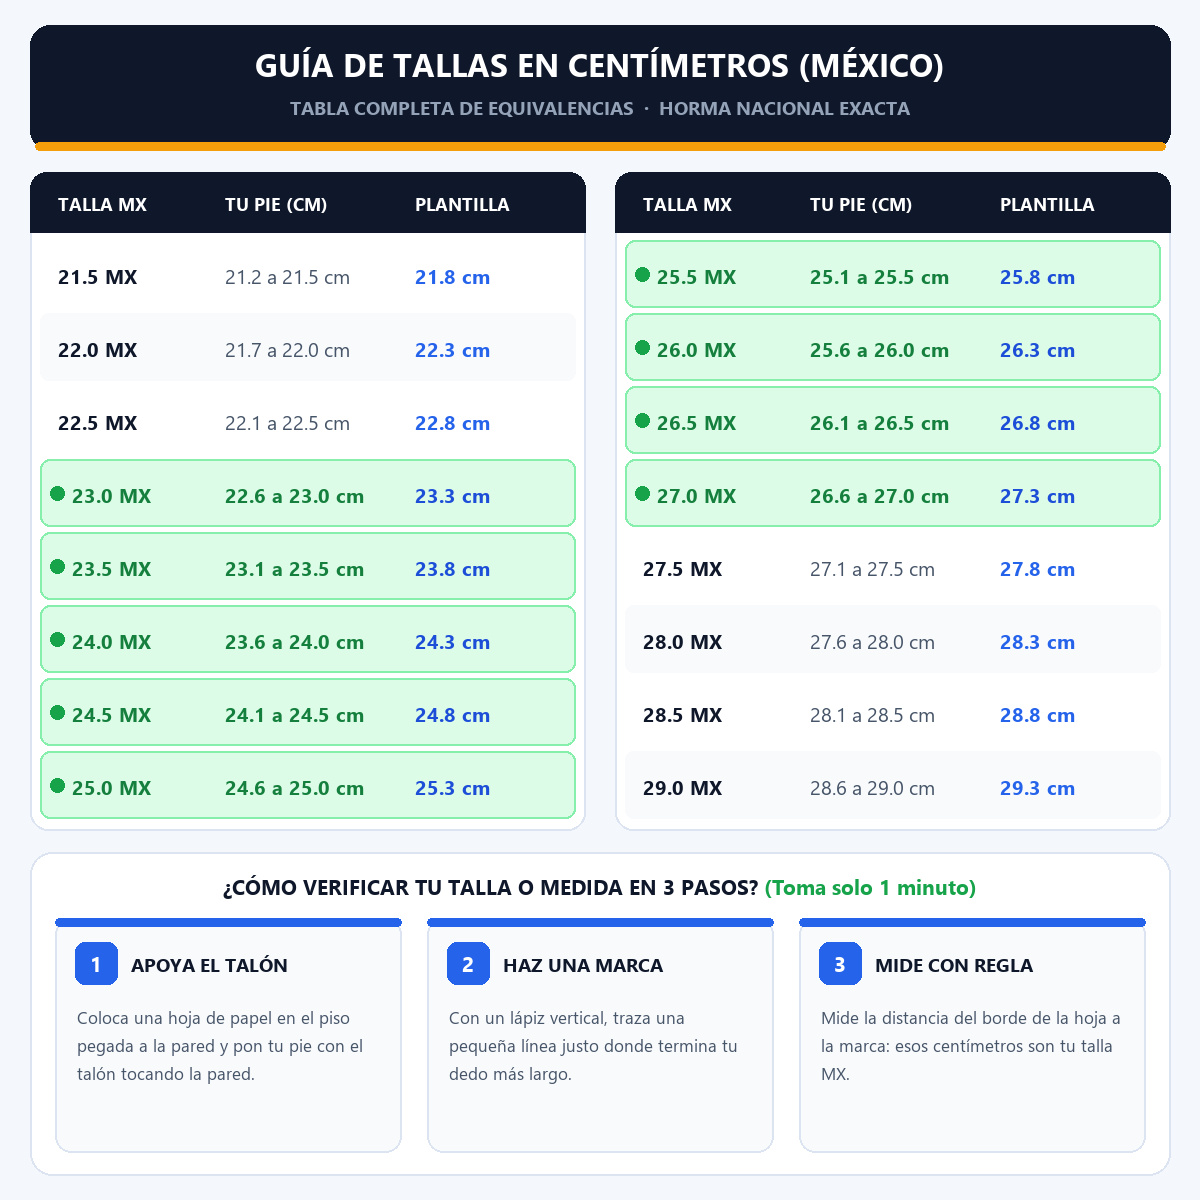 GUÍA DE TALLAS EN CENTÍMETROS (MÉXICO)
TABLA COMPLETA DE EQUIVALENCIAS · HORMA NACIONAL EXACTA
TALLA MX TU PIE (CM) PLANTILLA
21.5 MX 21.2 a 21.5 cm 21.8 cm
22.0 MX 21.7 a 22.0 cm 22.3 cm
22.5 MX 22.1 a 22.5 cm 22.8 cm
23.0 MX 22.6 a 23.0 cm 23.3 cm
23.5 MX 23.1 a 23.5 cm 23.8 cm
24.0 MX 23.6 a 24.0 cm 24.3 cm
24.5 MX 24.1 a 24.5 cm 24.8 cm
25.0 MX 24.6 a 25.0 cm 25.3 cm
TALLA MX TU PIE (CM) PLANTILLA
25.5 MX 25.1 a 25.5 cm 25.8 cm
26.0 MX 25.6 a 26.0 cm 26.3 cm
26.5 MX 26.1 a 26.5 cm 26.8 cm
27.0 MX 26.6 a 27.0 cm 27.3 cm
27.5 MX 27.1 a 27.5 cm 27.8 cm
28.0 MX 27.6 a 28.0 cm 28.3 cm
28.5 MX 28.1 a 28.5 cm 28.8 cm
29.0 MX 28.6 a 29.0 cm 29.3 cm
¿CÓMO VERIFICAR TU TALLA O MEDIDA EN 3 PASOS? (Toma solo 1 minuto)
1 APOYA EL TALÓN
Coloca una hoja de papel en el piso
pegada a la pared y pon tu pie con el
talón tocando la pared.
2 HAZ UNA MARCA
Con un lápiz vertical, traza una
pequeña línea justo donde termina tu
dedo más largo.
3 MIDE CON REGLA
Mide la distancia del borde de la hoja a
la marca: esos centímetros son tu talla
MX.